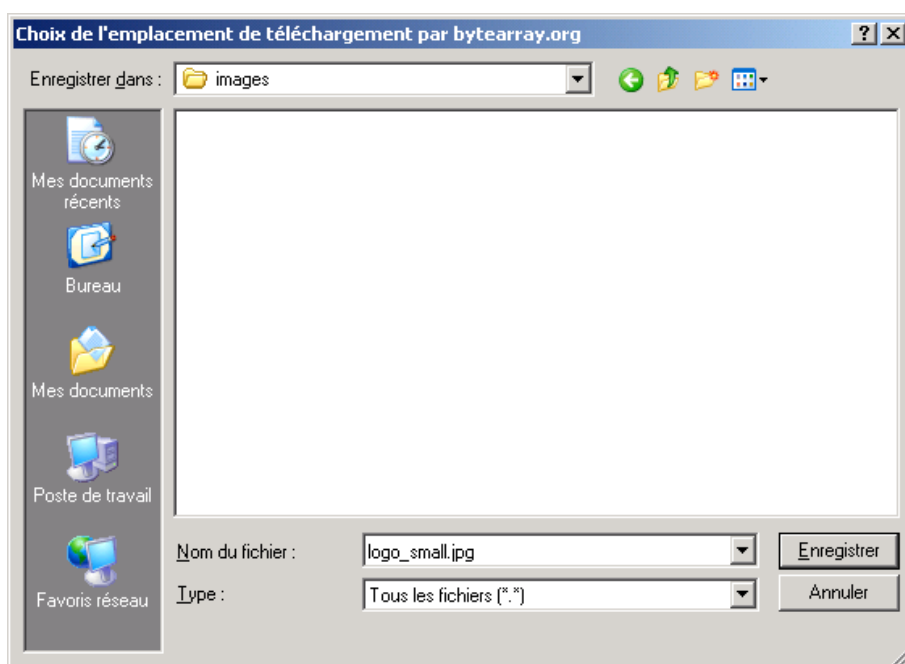 Choix de l'emplacement de téléchargement par bytearray.org
Enregistrer dans :
images
Mes documents
récents
Bureau
Mes documents
Poste de travail
Favoris réseau
Nom du fichier :
logo_small.jpg
Enregistrer
Type :
Tous les fichiers (*.*)
Annuler